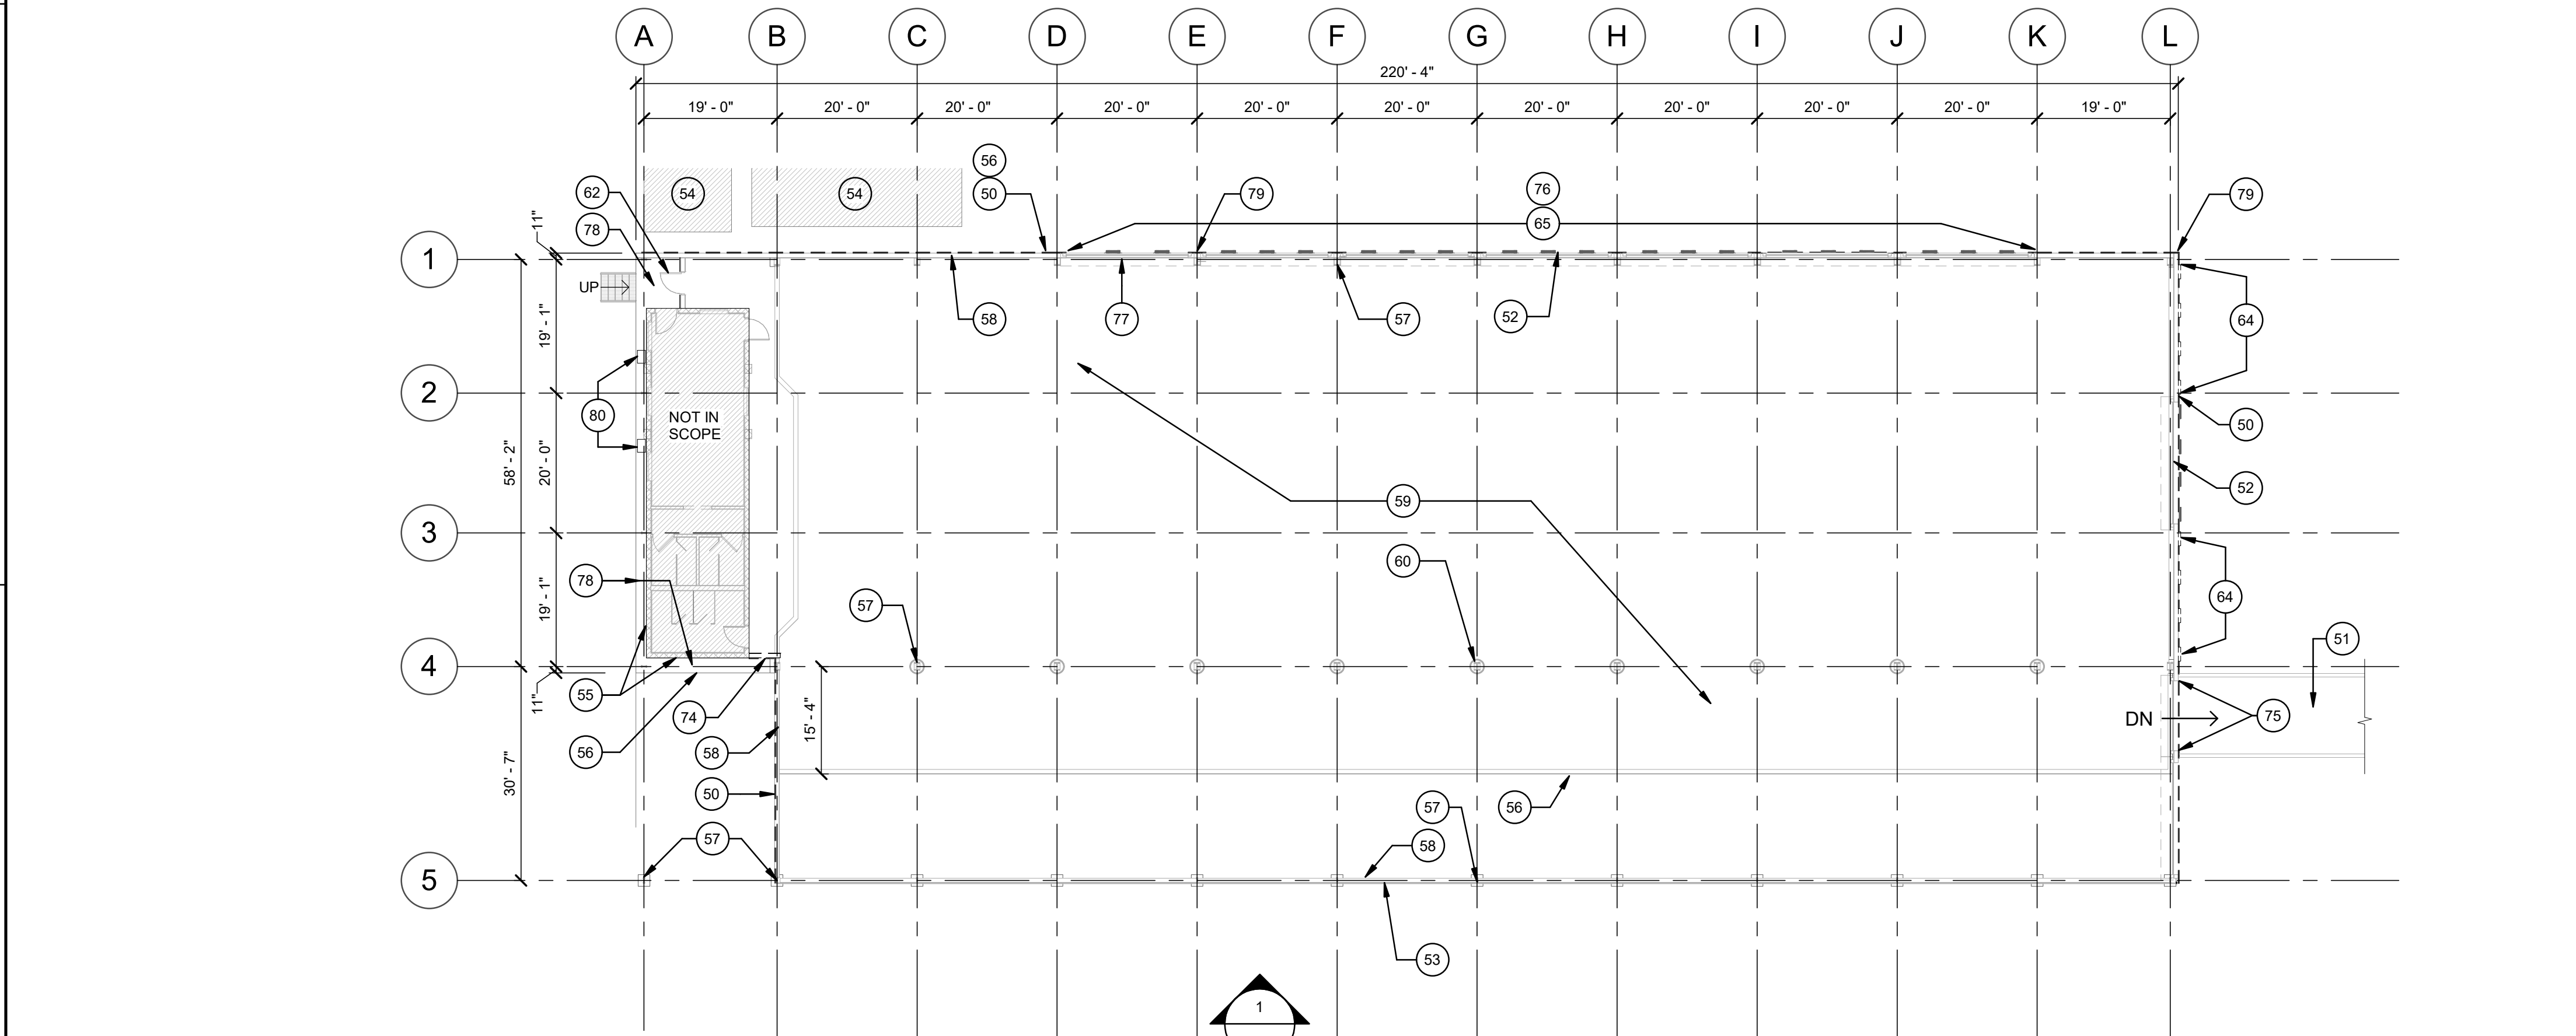 A B C D E F G H I J K L
220' - 4"
19' - 0" 20' - 0" 20' - 0" 20' - 0" 20' - 0" 20' - 0" 20' - 0" 20' - 0" 20' - 0" 20' - 0" 19' - 0"
56
76
62 54 54 50 79 65 79
78
11"
1
UP
58 77 57 52 64
19' - 1"
2
80
NOT IN
SCOPE
50
58' - 2"
20' - 0"
52
59
3
60
78
19' - 1"
57
64
51
4
55
11"
74
15' - 4"
DN
75
56
58
30' - 7"
50
57 56
57
58
5
53
1